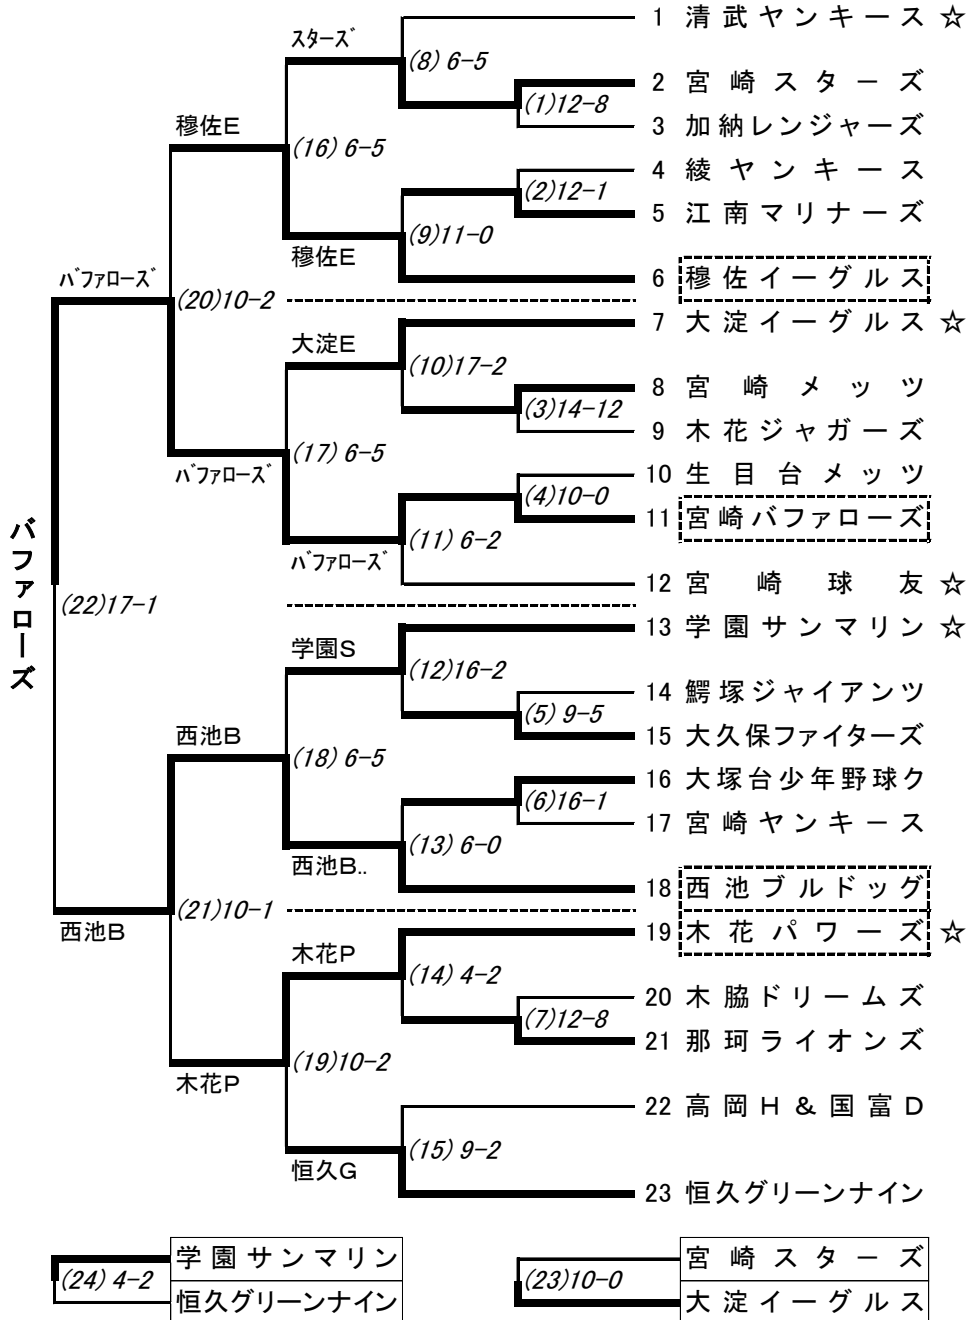 1 清武ヤンキース ☆
スターズ
(8) 6-5
2 宮崎スターズ
(1)12-8
3 加納レンジャーズ
穆佐E
(16) 6-5
4 綾ヤンキース
(2)12-1
5 江南マリナーズ
(9)11-0
穆佐E
6 穆佐イーグルス
バファローズ
(20)10-2
7 大淀イーグルス ☆
大淀E
(10)17-2
8 宮崎メッツ
(3)14-12
9 木花ジャガーズ
(17) 6-5
バファローズ
10 生目台メッツ
(4)10-0
11 宮崎バファローズ
(11) 6-2
バファローズ
12 宮崎球友 ☆
バファローズ
(22)17-1
13 学園サンマリン ☆
学園S
(12)16-2
14 鰐塚ジャイアンツ
(5) 9-5
15 大久保ファイターズ
西池B
(18) 6-5
16 大塚台少年野球ク
(6)16-1
17 宮崎ヤンキース
(13) 6-0
西池B..
18 西池ブルドッグ
(21)10-1
西池B
19 木花パワーズ ☆
木花P
(14) 4-2
20 木脇ドリームズ
(7)12-8
21 那珂ライオンズ
(19)10-2
木花P
22 高岡H&国富D
(15) 9-2
恒久G
23 恒久グリーンナイン
学園サンマリン
(24) 4-2
恒久グリーンナイン
宮崎スターズ
(23)10-0
大淀イーグルス